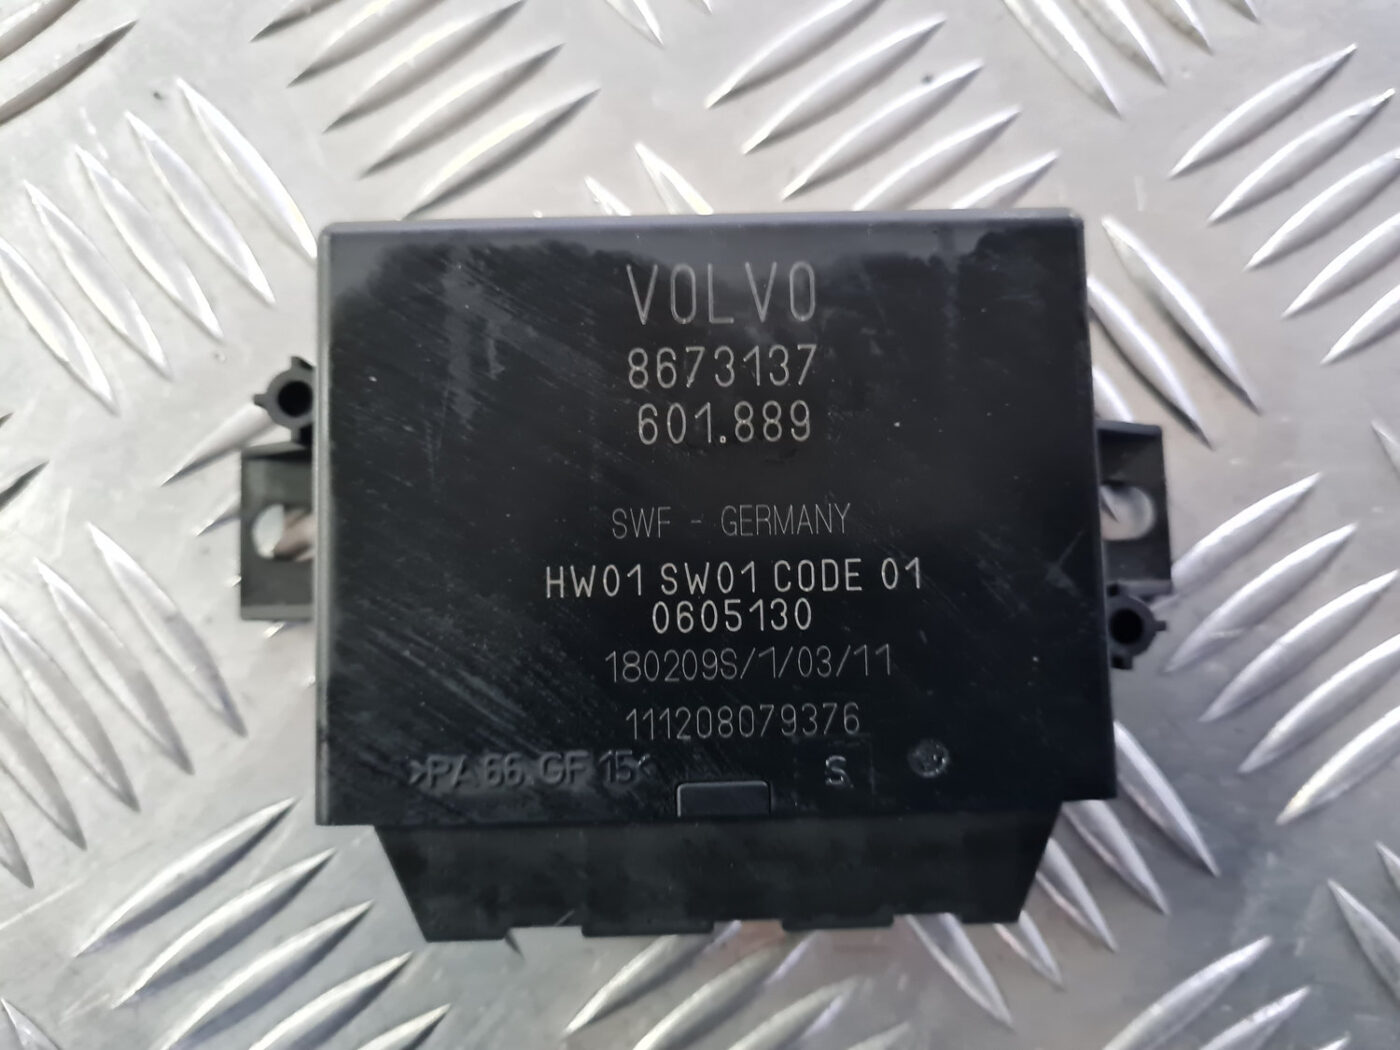 VOLVO
8673137
601.889
SWF - GERMANY
HW01 SW01 CODE 01
0605130
180209S/1/03/11
111208079376
>PA 66.GF 15<
S